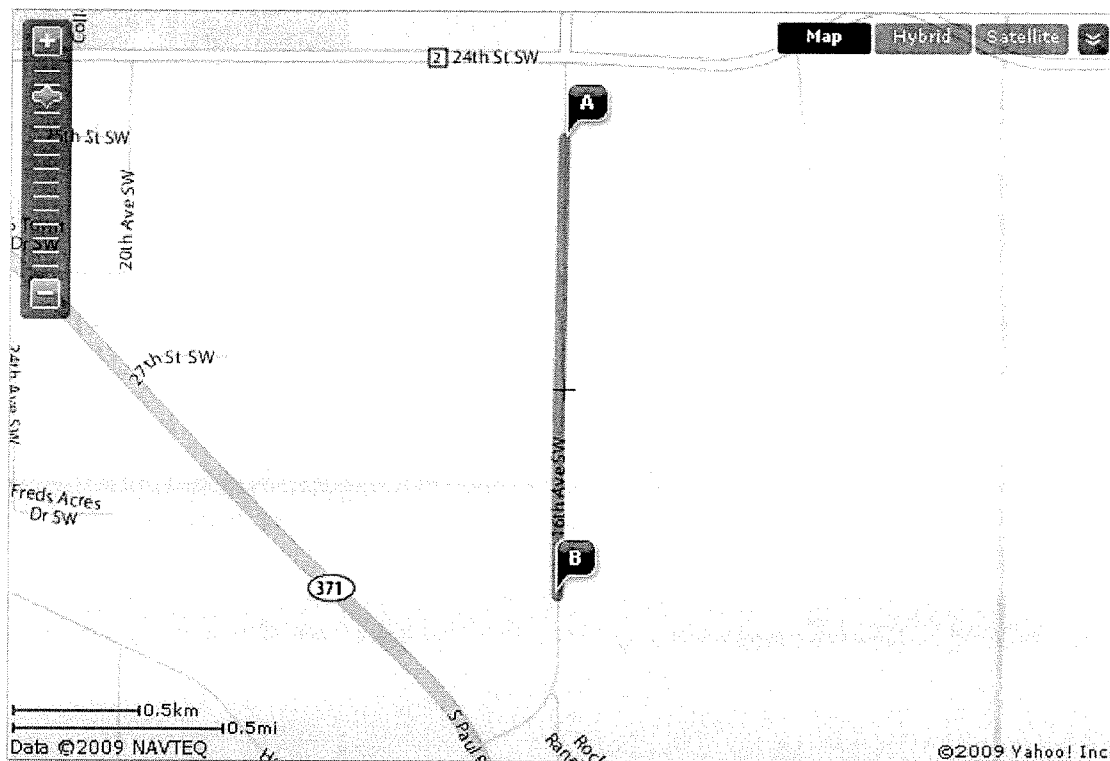 Coll
Map
Hybrid
Satellite
2 24th St SW
A
25th St SW
20th Ave SW
Dr SW
27th St SW
24th Ave SW
16th Ave SW
Freds Acres
Dr SW
B
371
0.5km
0.5mi
S Paul
Data ©2009 NAVTEQ
©2009 Yahoo! Inc